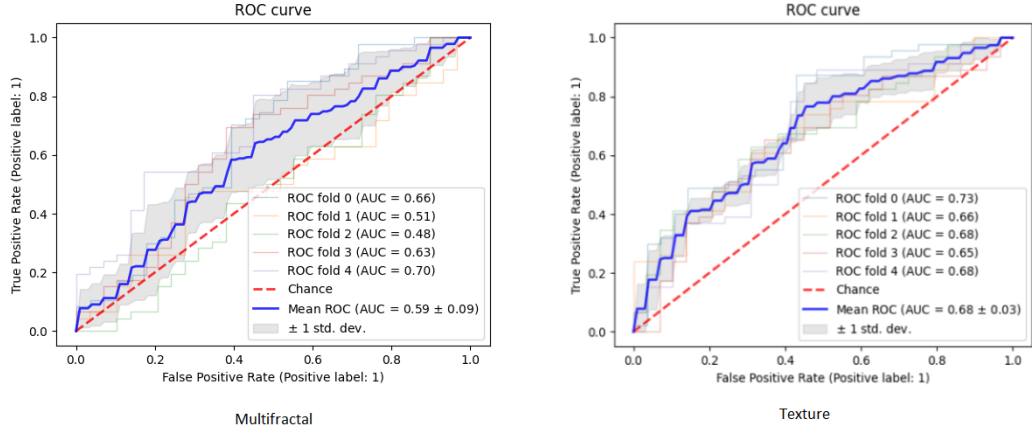 ROC curve
1.0
0.8
0.6
0.4
0.2
0.0
True Positive Rate (Positive label: 1)
ROC fold 0 (AUC = 0.66)
ROC fold 1 (AUC = 0.51)
ROC fold 2 (AUC = 0.48)
ROC fold 3 (AUC = 0.63)
ROC fold 4 (AUC = 0.70)
Chance
Mean ROC (AUC = 0.59 ± 0.09)
± 1 std. dev.
0.0 0.2 0.4 0.6 0.8 1.0
False Positive Rate (Positive label: 1)
Multifractal
ROC curve
1.0
0.8
0.6
0.4
0.2
0.0
True Positive Rate (Positive label: 1)
ROC fold 0 (AUC = 0.73)
ROC fold 1 (AUC = 0.66)
ROC fold 2 (AUC = 0.68)
ROC fold 3 (AUC = 0.65)
ROC fold 4 (AUC = 0.68)
Chance
Mean ROC (AUC = 0.68 ± 0.03)
± 1 std. dev.
0.0 0.2 0.4 0.6 0.8 1.0
False Positive Rate (Positive label: 1)
Texture